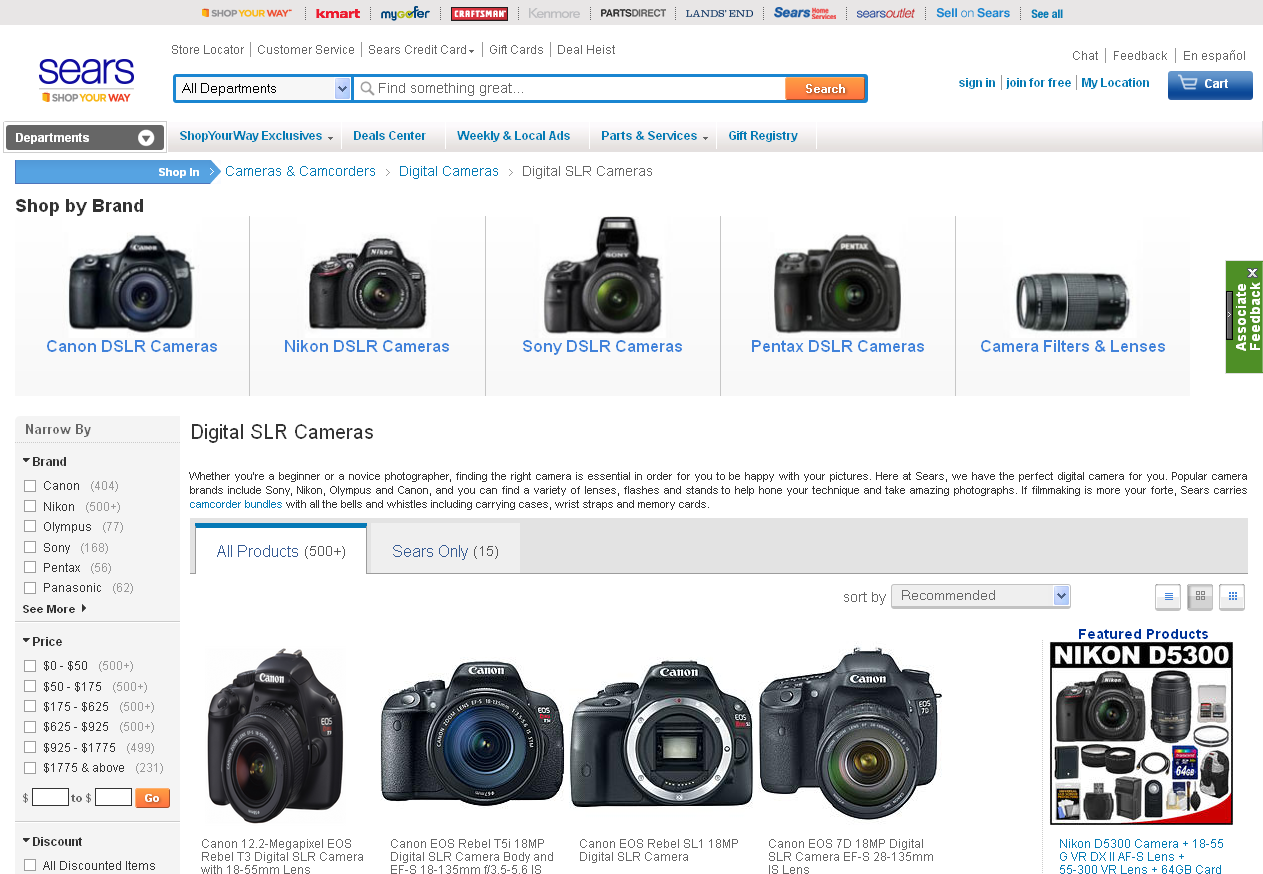 SHOP YOUR WAY kmart mygofer CRAFTSMAN Kenmore PARTSDIRECT LANDS' END Sears Home Services searsoutlet Sell on Sears See all
Store Locator Customer Service Sears Credit Card Gift Cards Deal Heist
Chat Feedback En español
sears
SHOP YOUR WAY
All Departments Find something great... Search
sign in join for free My Location Cart
Departments ShopYourWay Exclusives Deals Center Weekly & Local Ads Parts & Services Gift Registry
Shop In Cameras & Camcorders Digital Cameras Digital SLR Cameras
Shop by Brand
Canon
Nikon
SONY
PENTAX
Canon DSLR Cameras Nikon DSLR Cameras Sony DSLR Cameras Pentax DSLR Cameras Camera Filters & Lenses
X
Associate
Feedback
Narrow By
Brand
Canon (404)
Nikon (500+)
Olympus (77)
Sony (168)
Pentax (56)
Panasonic (62)
See More
Price
$0 - $50 (500+)
$50 - $175 (500+)
$175 - $625 (500+)
$625 - $925 (500+)
$925 - $1775 (499)
$1775 & above (231)
$ to $ Go
Discount
All Discounted Items
Digital SLR Cameras
Whether you're a beginner or a novice photographer, finding the right camera is essential in order for you to be happy with your pictures. Here at Sears, we have the perfect digital camera for you. Popular camera
brands include Sony, Nikon, Olympus and Canon, and you can find a variety of lenses, flashes and stands to help hone your technique and take amazing photographs. If filmmaking is more your forte, Sears carries
camcorder bundles with all the bells and whistles including carrying cases, wrist straps and memory cards.
All Products (500+) Sears Only (15)
sort by Recommended
Canon
EOS
Canon
EOS
Canon
EOS
Canon
EOS
7D
Canon 12.2-Megapixel EOS
Rebel T3 Digital SLR Camera
with 18-55mm Lens
Canon EOS Rebel T5i 18MP
Digital SLR Camera Body and
EF-S 18-135mm f/3.5-5.6 IS
Canon EOS Rebel SL1 18MP
Digital SLR Camera
Canon EOS 7D 18MP Digital
SLR Camera EF-S 28-135mm
IS Lens
Featured Products
NIKON D5300
64GB
Nikon D5300 Camera + 18-55
G VR DX II AF-S Lens +
55-300 VR Lens + 64GB Card